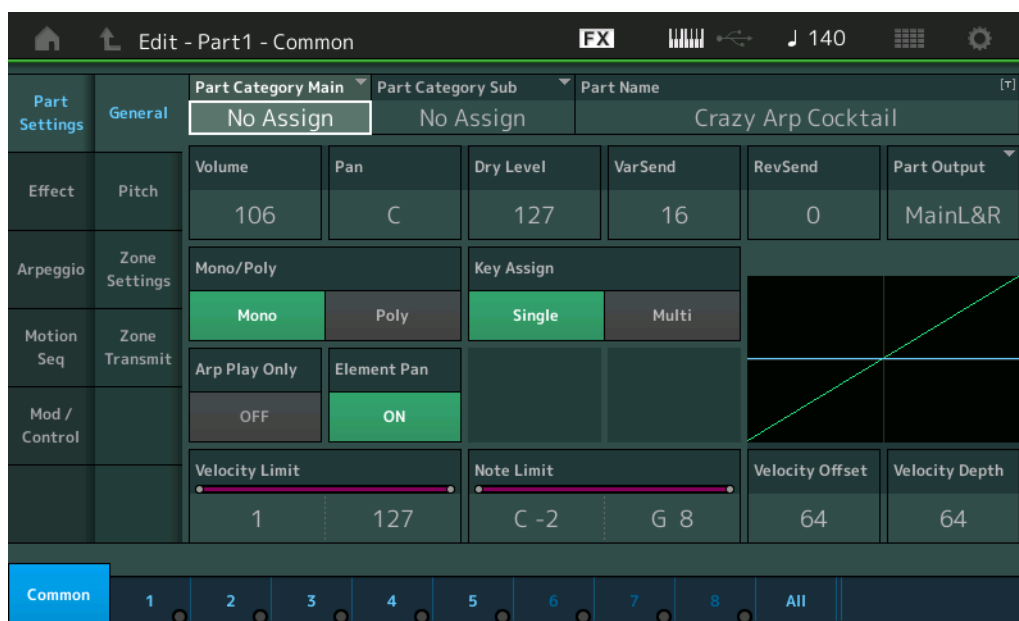 Edit - Part1 - Common
FX
♩ 140
Part Settings
General
Part Category Main
No Assign
Part Category Sub
No Assign
Part Name
[T]
Crazy Arp Cocktail
Effect
Pitch
Volume
106
Pan
C
Dry Level
127
VarSend
16
RevSend
0
Part Output
MainL&R
Arpeggio
Zone Settings
Mono/Poly
Mono
Poly
Key Assign
Single
Multi
Motion Seq
Zone Transmit
Arp Play Only
OFF
Element Pan
ON
Mod / Control
Velocity Limit
1
127
Note Limit
C -2
G 8
Velocity Offset
64
Velocity Depth
64
Common
1
2
3
4
5
6
7
8
All